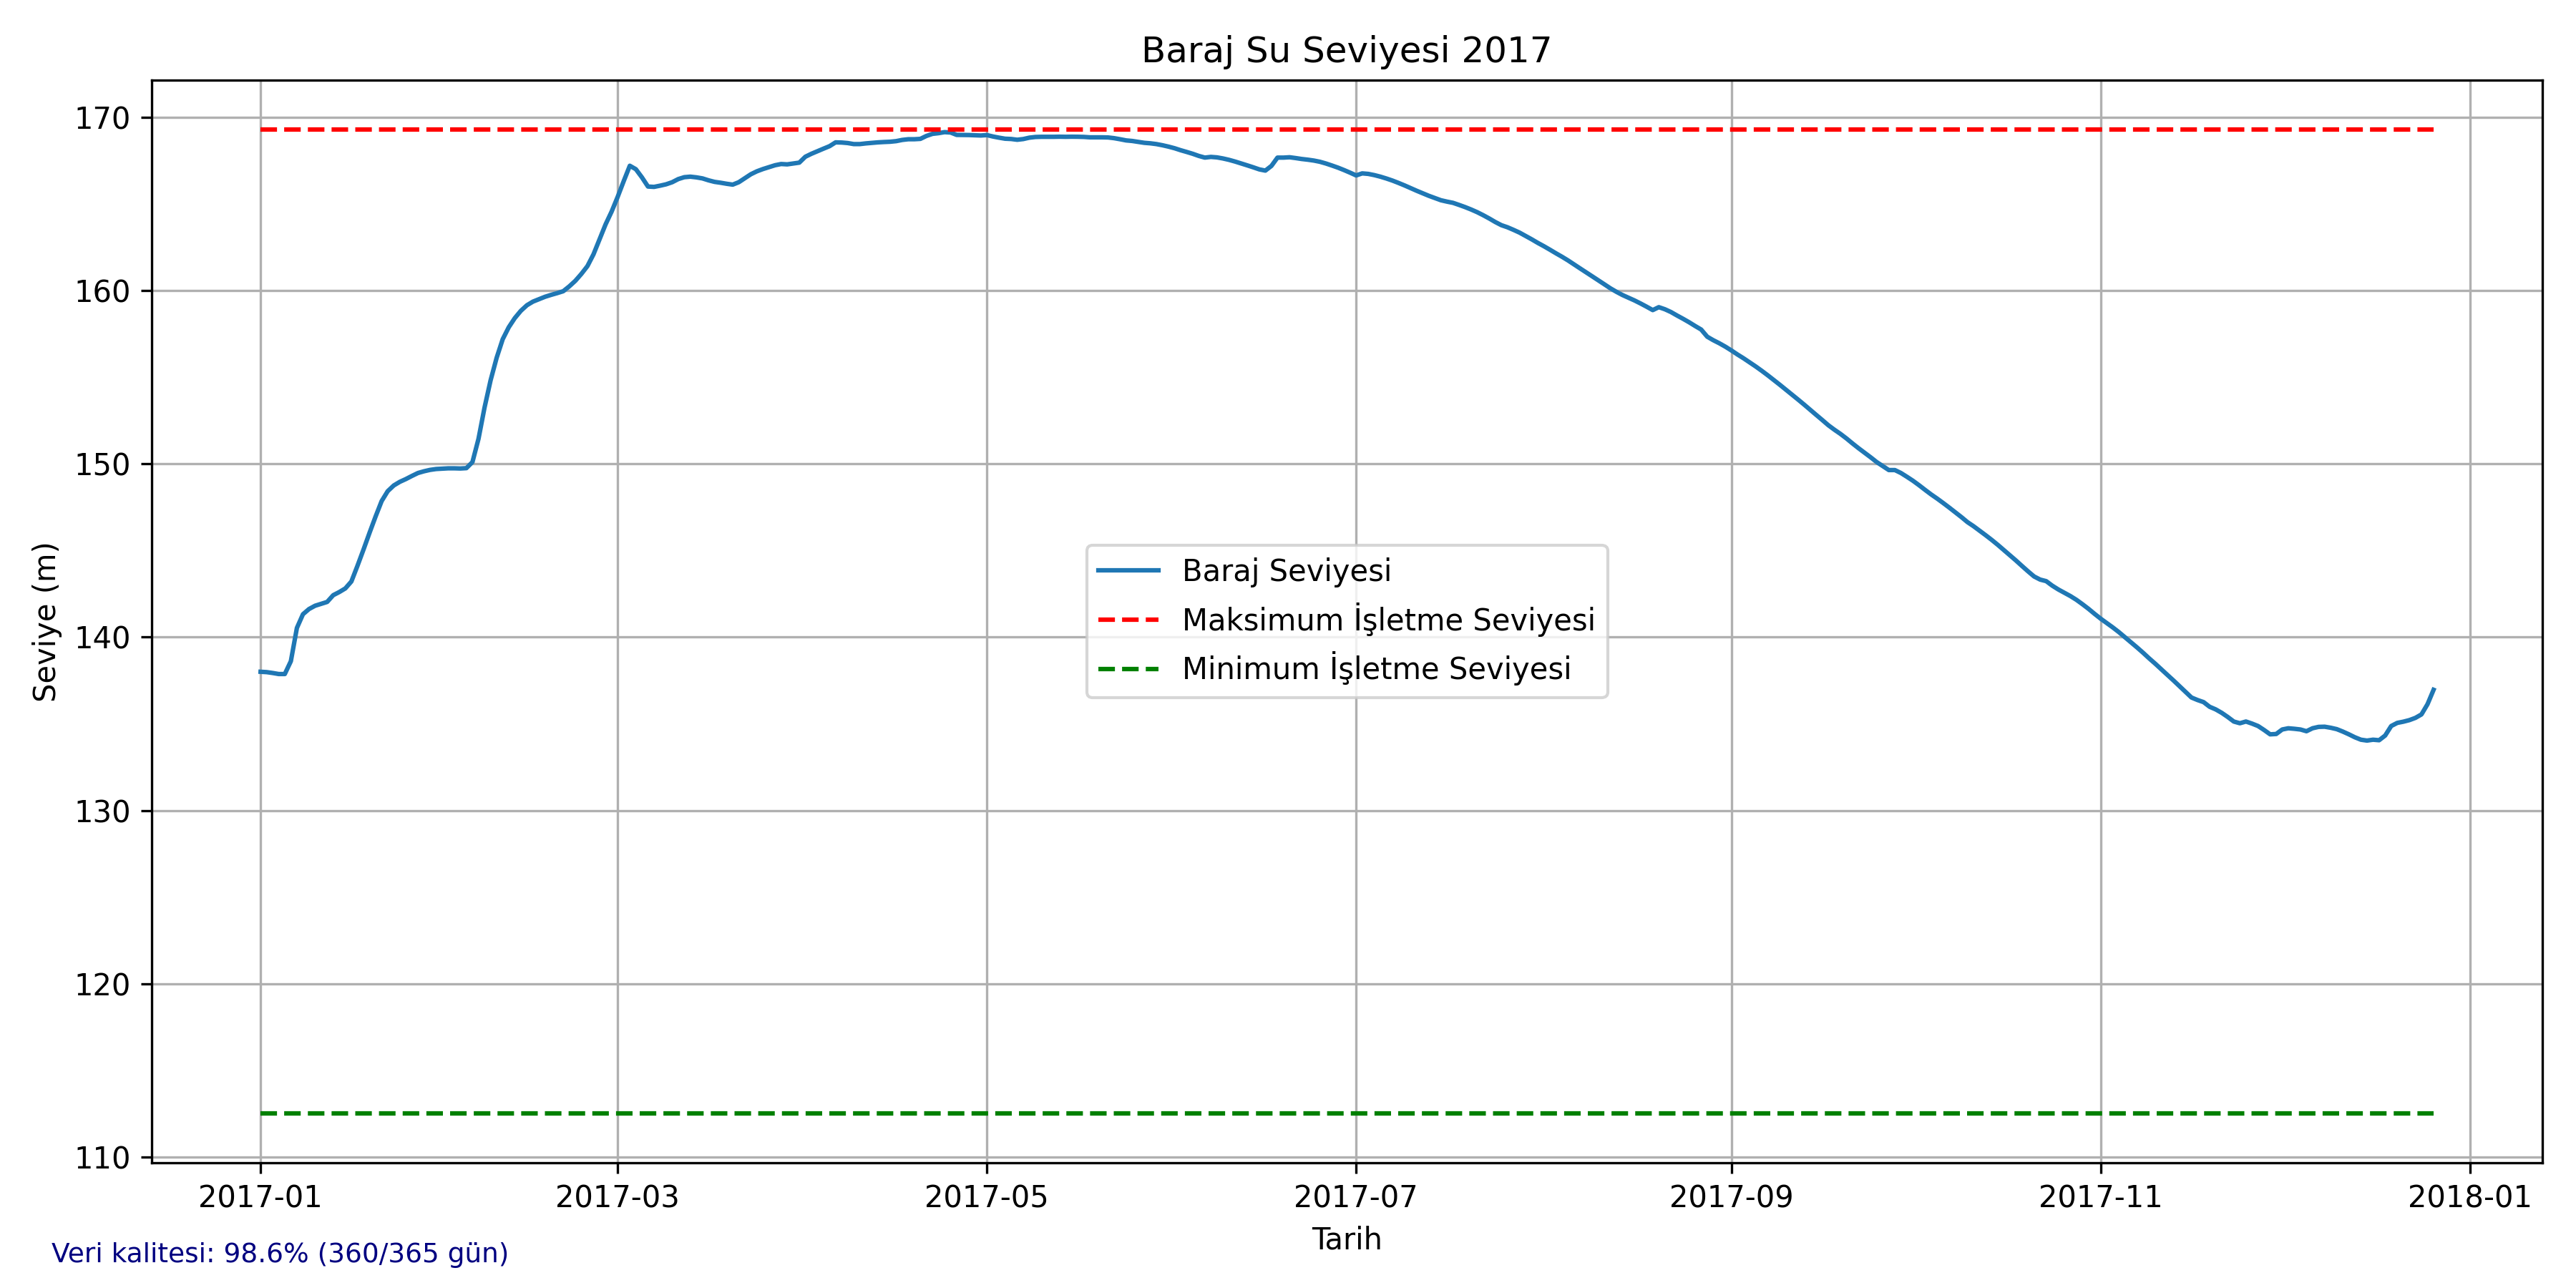 Baraj Su Seviyesi 2017
Seviye (m)
170
160
150
140
130
120
110
Baraj Seviyesi
Maksimum İşletme Seviyesi
Minimum İşletme Seviyesi
2017-01 2017-03 2017-05 2017-07 2017-09 2017-11 2018-01
Tarih
Veri kalitesi: 98.6% (360/365 gün)